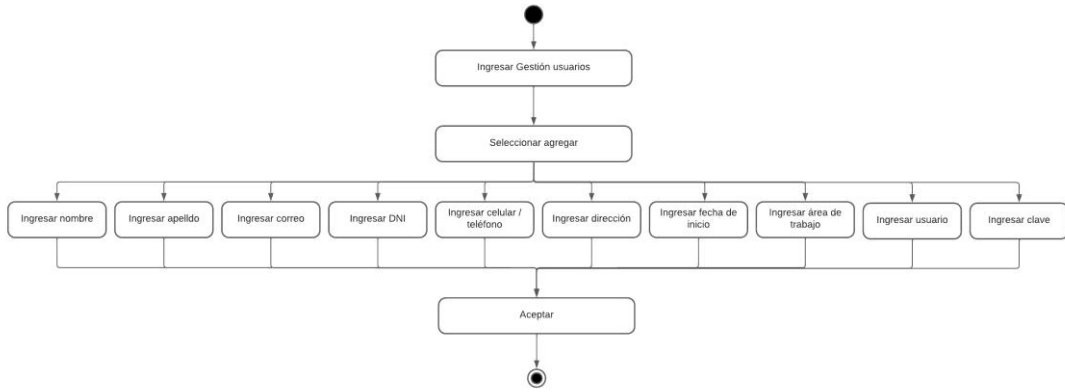 Ingresar Gestión usuarios
Seleccionar agregar
Ingresar nombre
Ingresar apelldo
Ingresar correo
Ingresar DNI
Ingresar celular /
teléfono
Ingresar dirección
Ingresar fecha de
inicio
Ingresar área de
trabajo
Ingresar usuario
Ingresar clave
Aceptar